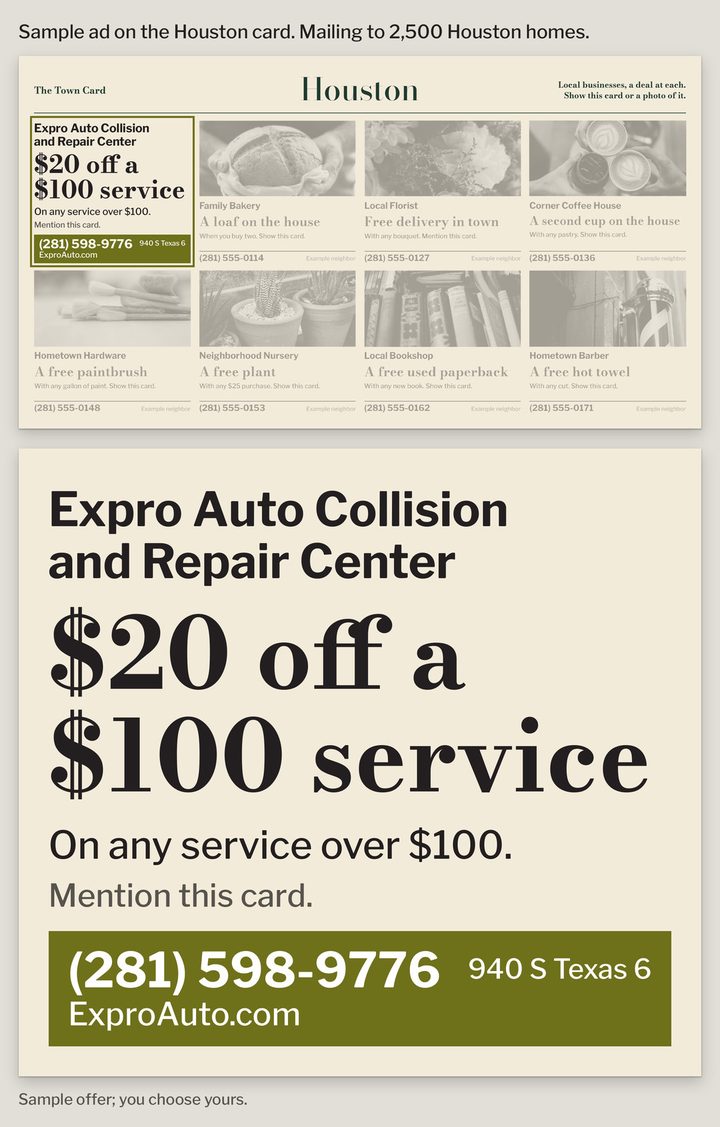 Sample ad on the Houston card. Mailing to 2,500 Houston homes.
The Town Card
Houston
Local businesses, a deal at each.
Show this card or a photo of it.
Expro Auto Collision
and Repair Center
$20 off a
$100 service
On any service over $100.
Mention this card.
(281) 598-9776 940 S Texas 6
ExproAuto.com
Family Bakery
A loaf on the house
When you buy two. Show this card.
(281) 555-0114 Example neighbor
Local Florist
Free delivery in town
With any bouquet. Mention this card.
(281) 555-0127 Example neighbor
Corner Coffee House
A second cup on the house
With any pastry. Show this card.
(281) 555-0136 Example neighbor
Hometown Hardware
A free paintbrush
With any gallon of paint. Show this card.
(281) 555-0148 Example neighbor
Neighborhood Nursery
A free plant
With any $25 purchase. Show this card.
(281) 555-0153 Example neighbor
Local Bookshop
A free used paperback
With any new book. Show this card.
(281) 555-0162 Example neighbor
Hometown Barber
A free hot towel
With any cut. Show this card.
(281) 555-0171 Example neighbor
Expro Auto Collision
and Repair Center
$20 off a
$100 service
On any service over $100.
Mention this card.
(281) 598-9776 940 S Texas 6
ExproAuto.com
Sample offer; you choose yours.